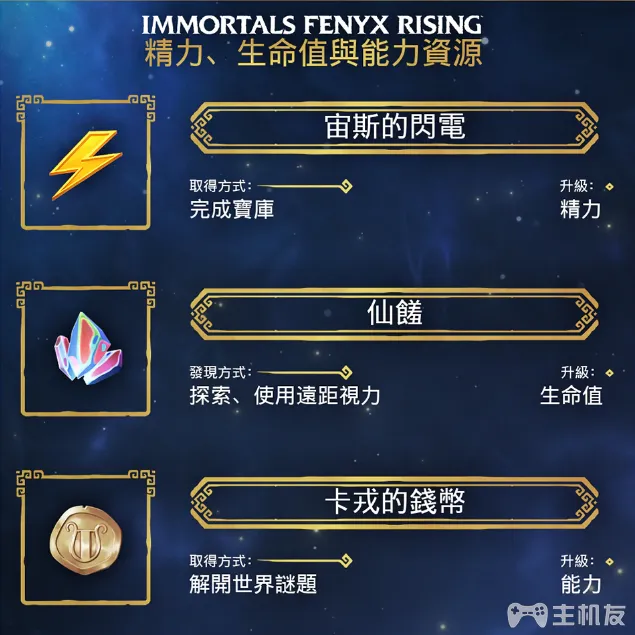 IMMORTALS FENYX RISING
精力、生命值與能力資源
宙斯的閃電
取得方式:
升級:
完成寶庫
精力
仙饈
發現方式:
升級:
探索、使用遠距視力
生命值
卡戎的錢幣
取得方式:
升級:
解開世界謎題
能力
主机友